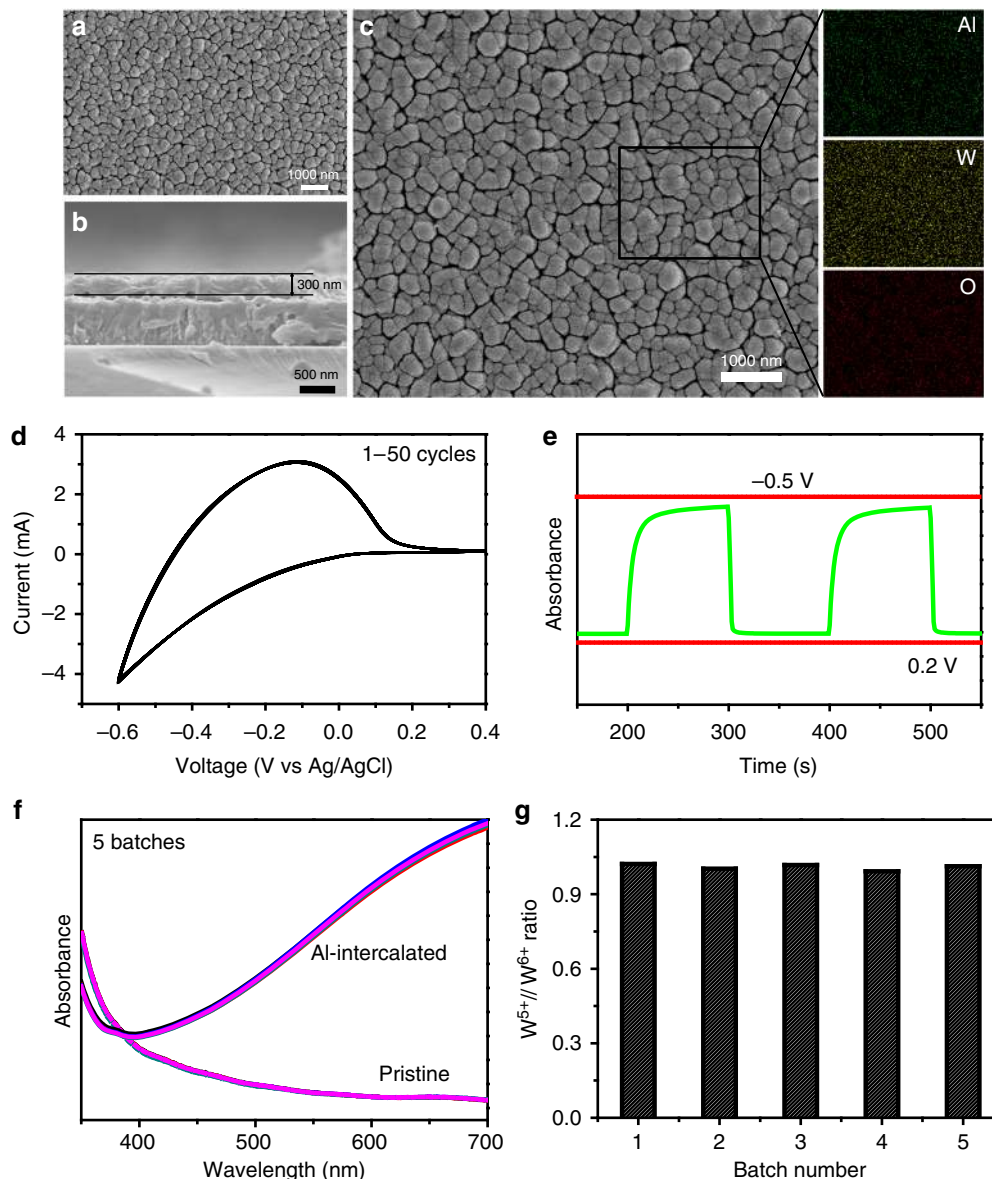 a
1000 nm
b
300 nm
500 nm
c
1000 nm
Al
W
O
d
1–50 cycles
4
2
0
−2
−4
Current (mA)
−0.6
−0.4
−0.2
0.0
0.2
0.4
Voltage (V vs Ag/AgCl)
e
−0.5 V
0.2 V
Absorbance
200
300
400
500
Time (s)
f
5 batches
Al-intercalated
Pristine
Absorbance
400
500
600
700
Wavelength (nm)
g
1.2
0.9
0.6
0.3
0.0
W⁵⁺// W⁶⁺ ratio
1
2
3
4
5
Batch number